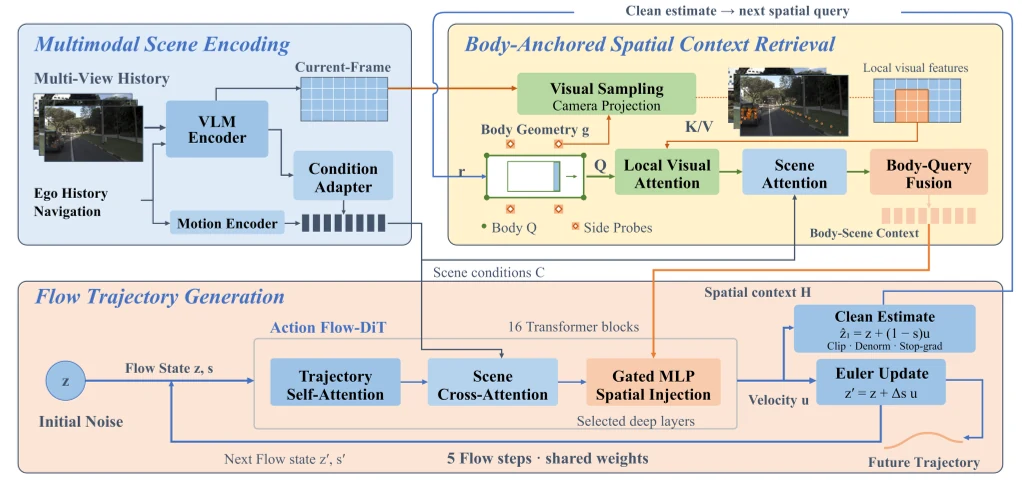 Clean estimate → next spatial query
Multimodal Scene Encoding
Multi-View History
Current-Frame
VLM
Encoder
Condition
Adapter
Ego History
Navigation
Motion Encoder
Body-Anchored Spatial Context Retrieval
Visual Sampling
Camera Projection
Local visual features
Body Geometry g
K/V
r
Q
Local Visual
Attention
Scene
Attention
Body-Query
Fusion
Body Q
Side Probes
Body-Scene Context
Scene conditions C
Spatial context H
Flow Trajectory Generation
Action Flow-DiT
16 Transformer blocks
z
Initial Noise
Flow State z, s
Trajectory
Self-Attention
Scene
Cross-Attention
Gated MLP
Spatial Injection
Selected deep layers
Velocity u
Clean Estimate
ẑ₁ = z + (1 − s)u
Clip · Denorm · Stop-grad
Euler Update
z′ = z + Δs u
Next Flow state z′, s′
5 Flow steps · shared weights
Future Trajectory